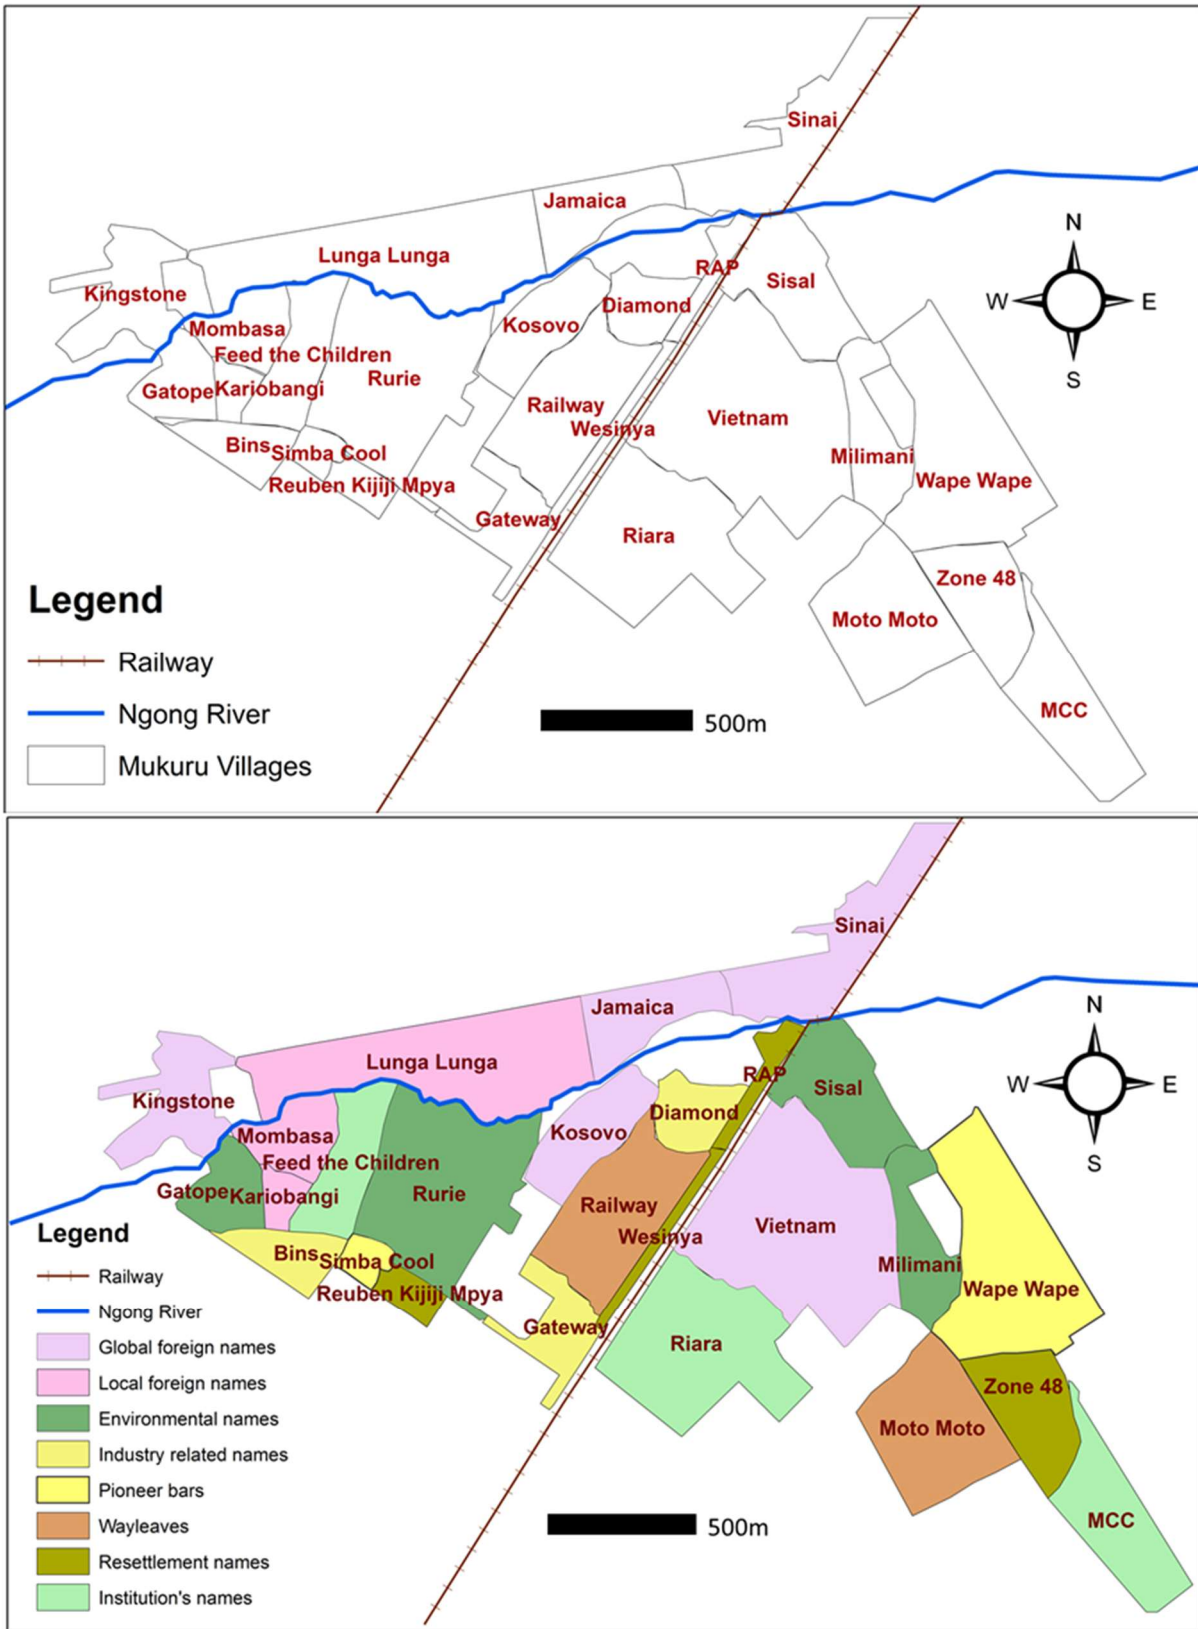 Sinai
Jamaica
Lunga Lunga
N
RAP
Sisal
Kingstone
Diamond
W
E
Mombasa
Kosovo
Feed the Children
S
Rurie
Gatope
Kariobangi
Railway
Vietnam
Wesinya
Bins
Simba Cool
Milimani
Reuben Kijiji Mpya
Wape Wape
Gateway
Riara
Zone 48
Legend
Moto Moto
Railway
MCC
Ngong River
500m
Mukuru Villages
Sinai
Jamaica
N
Lunga Lunga
RAP
Sisal
W
E
Kingstone
Diamond
Mombasa
Kosovo
Feed the Children
S
Gatope
Kariobangi
Rurie
Railway
Vietnam
Legend
Wesinya
Bins
Simba Cool
Milimani
Railway
Reuben Kijiji Mpya
Wape Wape
Ngong River
Gateway
Global foreign names
Riara
Local foreign names
Zone 48
Environmental names
Moto Moto
Industry related names
Pioneer bars
Wayleaves
500m
MCC
Resettlement names
Institution's names